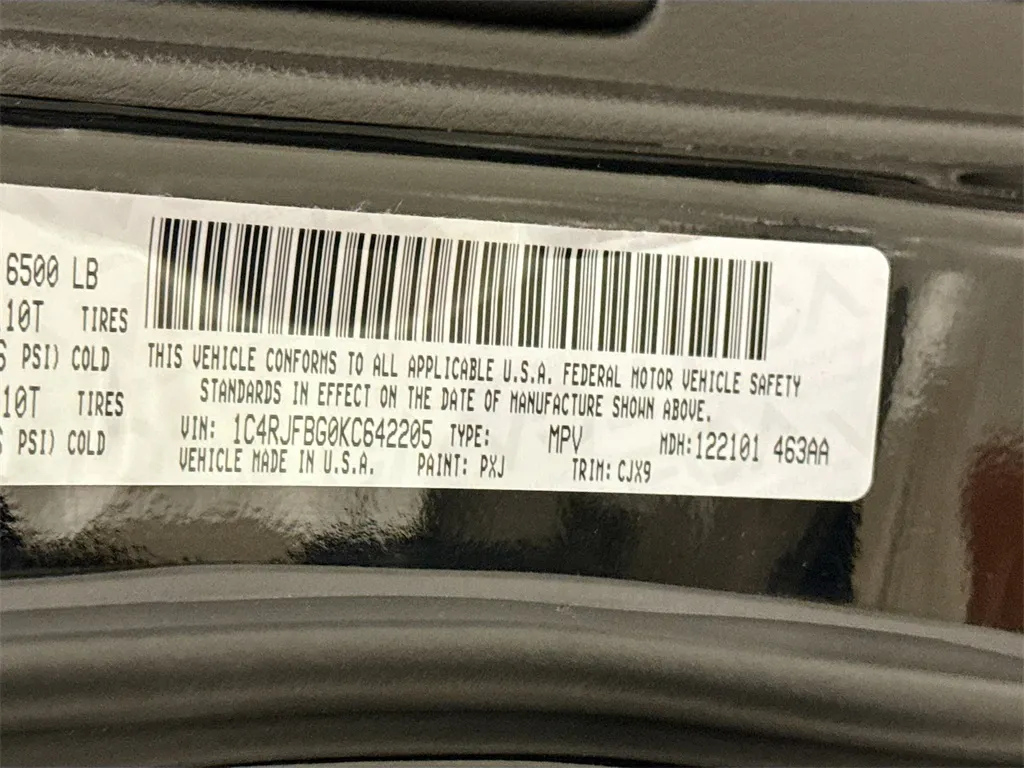 6500 LB
10T TIRES
PSI) COLD
10T TIRES
PSI) COLD
THIS VEHICLE CONFORMS TO ALL APPLICABLE U.S.A. FEDERAL MOTOR VEHICLE SAFETY
STANDARDS IN EFFECT ON THE DATE OF MANUFACTURE SHOWN ABOVE.
VIN: 1C4RJFBG0KC642205 TYPE: MPV MDH:122101 463AA
VEHICLE MADE IN U.S.A. PAINT: PXJ TRIM: CJX9